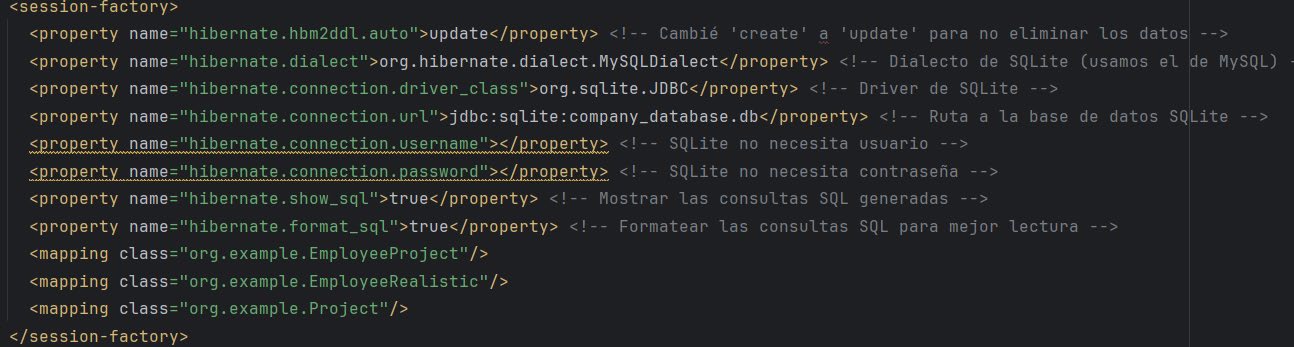 <session-factory>
<property name="hibernate.hbm2ddl.auto">update</property> <!-- Cambié 'create' a 'update' para no eliminar los datos -->
<property name="hibernate.dialect">org.hibernate.dialect.MySQLDialect</property> <!-- Dialecto de SQLite (usamos el de MySQL) -
<property name="hibernate.connection.driver_class">org.sqlite.JDBC</property> <!-- Driver de SQLite -->
<property name="hibernate.connection.url">jdbc:sqlite:company_database.db</property> <!-- Ruta a la base de datos SQLite -->
<property name="hibernate.connection.username"></property> <!-- SQLite no necesita usuario -->
<property name="hibernate.connection.password"></property> <!-- SQLite no necesita contraseña -->
<property name="hibernate.show_sql">true</property> <!-- Mostrar las consultas SQL generadas -->
<property name="hibernate.format_sql">true</property> <!-- Formatear las consultas SQL para mejor lectura -->
<mapping class="org.example.EmployeeProject"/>
<mapping class="org.example.EmployeeRealistic"/>
<mapping class="org.example.Project"/>
</session-factory>